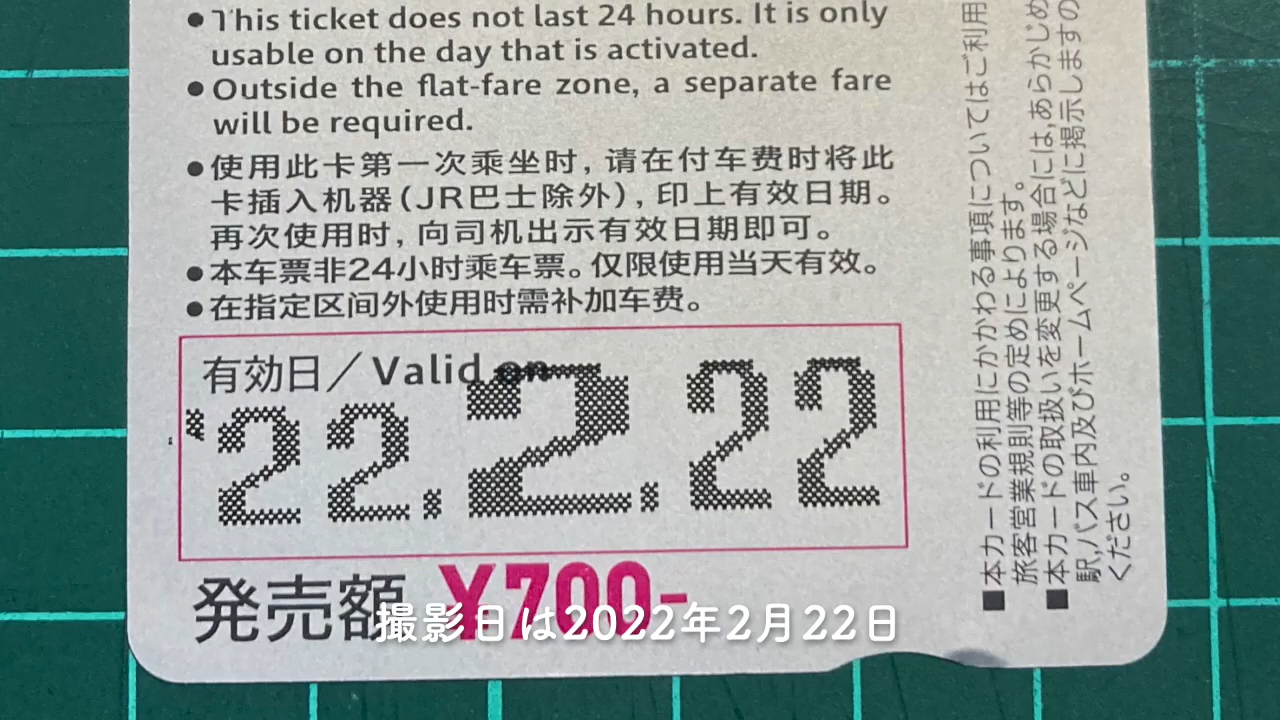 ●This ticket does not last 24 hours. It is only
usable on the day that is activated.
●Outside the flat-fare zone, a separate fare
will be required.
●使用此卡第一次乘坐时，请在付车费时将此
卡插入机器（JR巴士除外），印上有效日期。
再次使用时，向司机出示有效日期即可。
●本车票非24小时乘车票。仅限使用当天有效。
●在指定区间外使用时需补加车费。
有効日／Valid on
'22.2.22
発売額 ¥700-
撮影日は2022年2月22日
■本カードの利用にかかわる事項についてはご利用
旅客営業規則等の定めによります。
■本カードの取扱いを変更する場合には,あらかじめ
駅,バス車内及びホームページなどに掲示しますの
ください。